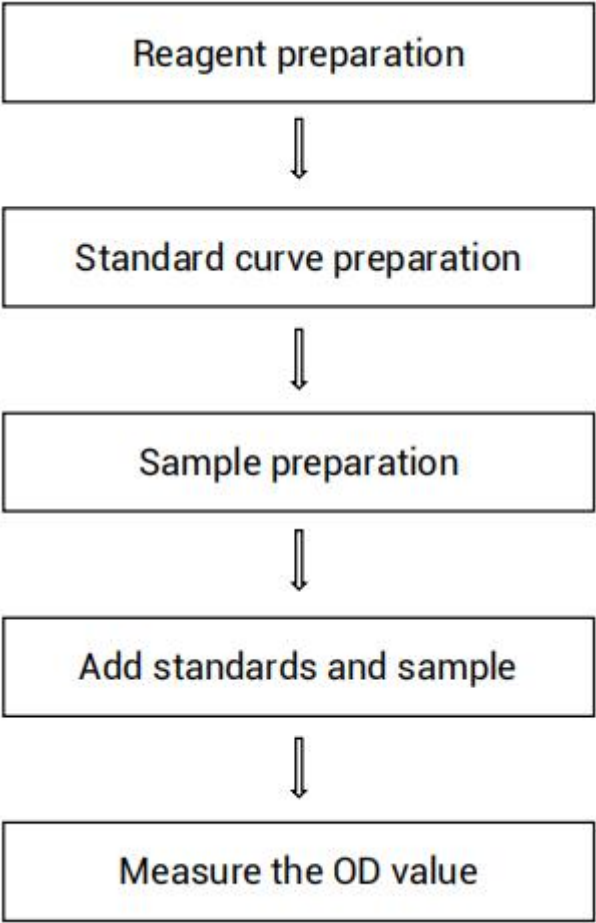 Reagent preparation
Standard curve preparation
Sample preparation
Add standards and sample
Measure the OD value